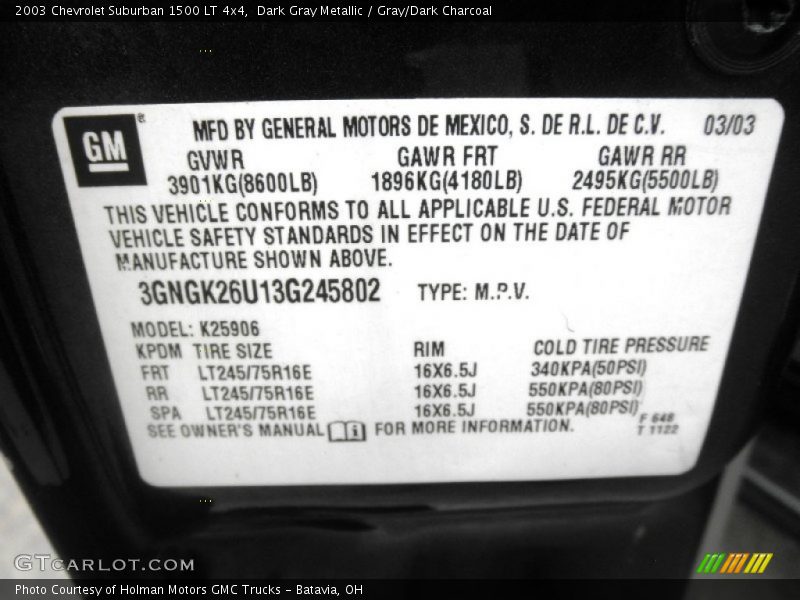 2003 Chevrolet Suburban 1500 LT 4x4,  Dark Gray Metallic / Gray/Dark Charcoal
GM®
MFD BY GENERAL MOTORS DE MEXICO, S. DE R.L. DE C.V. 03/03
GVWR GAWR FRT GAWR RR
3901KG(8600LB) 1896KG(4180LB) 2495KG(5500LB)
THIS VEHICLE CONFORMS TO ALL APPLICABLE U.S. FEDERAL MOTOR
VEHICLE SAFETY STANDARDS IN EFFECT ON THE DATE OF
MANUFACTURE SHOWN ABOVE.
3GNGK26U13G245802 TYPE: M.P.V.
MODEL: K25906
KPDM TIRE SIZE RIM COLD TIRE PRESSURE
FRT LT245/75R16E 16X6.5J 340KPA(50PSI)
RR LT245/75R16E 16X6.5J 550KPA(80PSI)
SPA LT245/75R16E 16X6.5J 550KPA(80PSI)
SEE OWNER'S MANUAL FOR MORE INFORMATION.
F 648
T 1122
GTCARLOT.COM
Photo Courtesy of Holman Motors GMC Trucks - Batavia, OH